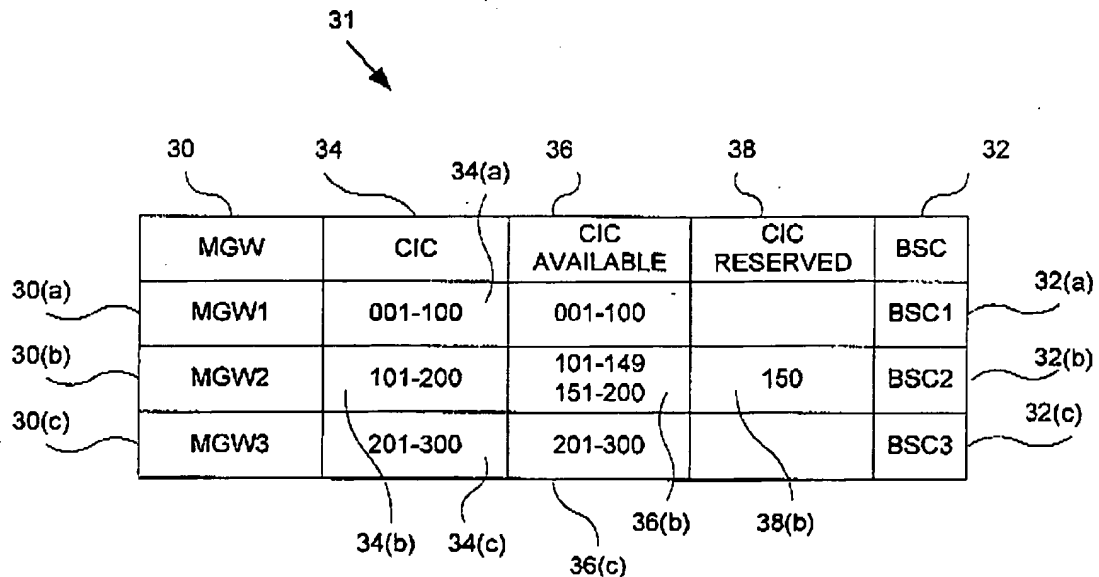 31
30 34 34(a) 36 38 32
MGW CIC CIC AVAILABLE CIC RESERVED BSC
30(a) MGW1 001-100 001-100 BSC1 32(a)
30(b) MGW2 101-200 101-149 151-200 150 BSC2 32(b)
30(c) MGW3 201-300 201-300 BSC3 32(c)
34(b) 34(c) 36(c) 36(b) 38(b)